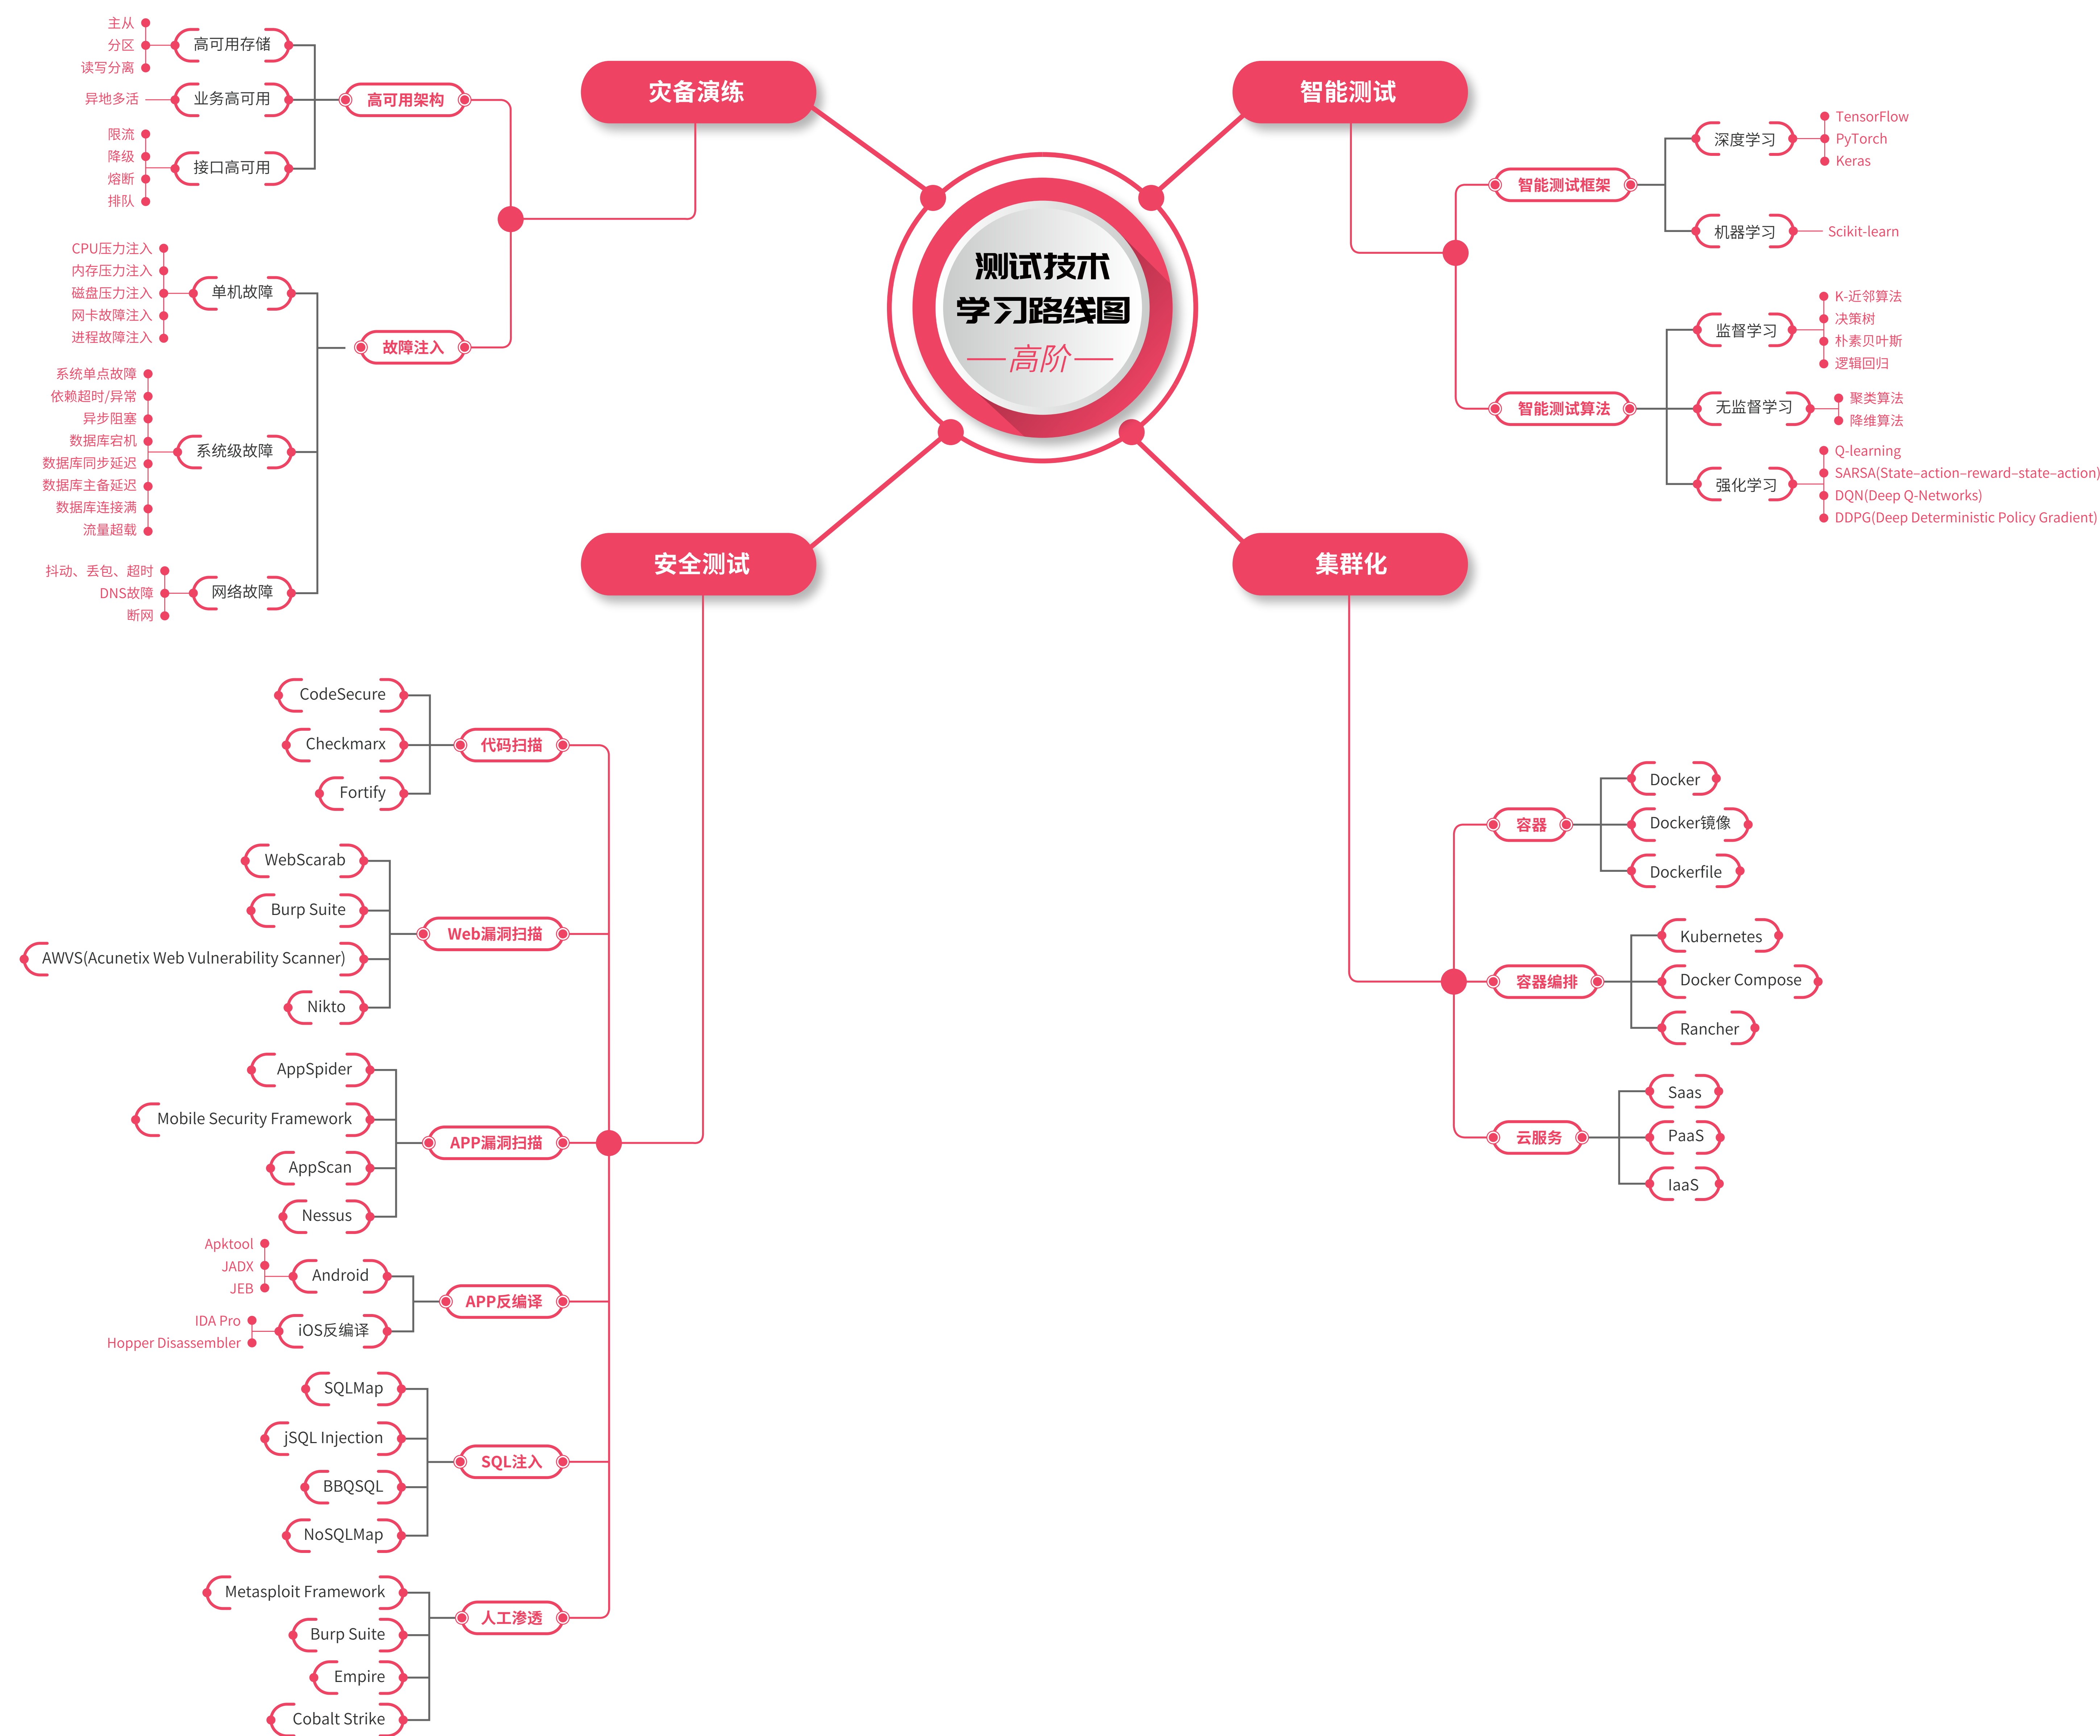 测试技术
学习路线图
高阶
灾备演练
高可用架构
高可用存储
主从
分区
读写分离
业务高可用
异地多活
接口高可用
限流
降级
熔断
排队
故障注入
单机故障
CPU压力注入
内存压力注入
磁盘压力注入
网卡故障注入
进程故障注入
系统级故障
系统单点故障
依赖超时/异常
异步阻塞
数据库宕机
数据库同步延迟
数据库主备延迟
数据库连接满
流量超载
网络故障
抖动、丢包、超时
DNS故障
断网
智能测试
智能测试框架
深度学习
TensorFlow
PyTorch
Keras
机器学习
Scikit-learn
智能测试算法
监督学习
K-近邻算法
决策树
朴素贝叶斯
逻辑回归
无监督学习
聚类算法
降维算法
强化学习
Q-learning
SARSA(State–action–reward–state–action)
DQN(Deep Q-Networks)
DDPG(Deep Deterministic Policy Gradient)
安全测试
代码扫描
CodeSecure
Checkmarx
Fortify
Web漏洞扫描
WebScarab
Burp Suite
AWVS(Acunetix Web Vulnerability Scanner)
Nikto
APP漏洞扫描
AppSpider
Mobile Security Framework
AppScan
Nessus
APP反编译
Android
Apktool
JADX
JEB
iOS反编译
IDA Pro
Hopper Disassembler
SQL注入
SQLMap
jSQL Injection
BBQSQL
NoSQLMap
人工渗透
Metasploit Framework
Burp Suite
Empire
Cobalt Strike
集群化
容器
Docker
Docker镜像
Dockerfile
容器编排
Kubernetes
Docker Compose
Rancher
云服务
Saas
PaaS
IaaS